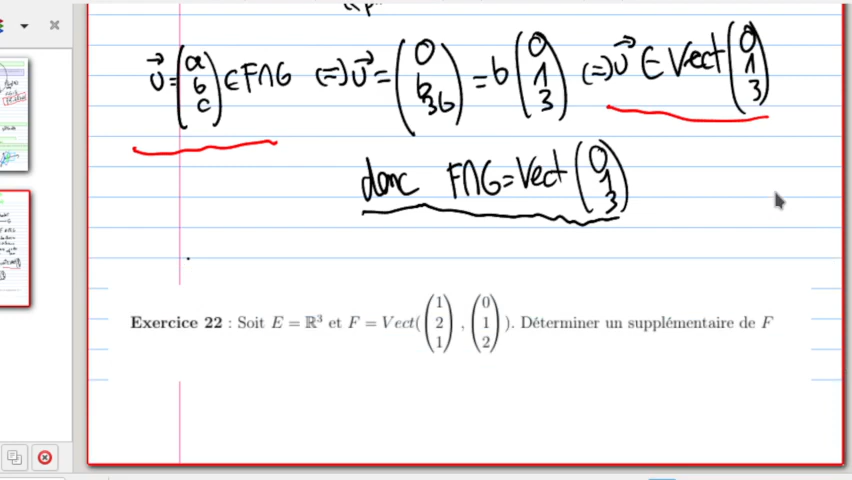 u⃗ = (a b c) ∈ F∩G ⟺ u⃗ = (0 b 3b) = b (0 1 3) ⟺ u⃗ ∈ Vect (0 1 3)
donc F∩G = Vect (0 1 3)
Exercice 22 : Soit E = ℝ³ et F = Vect( (1 2 1) , (0 1 2) ). Déterminer un supplémentaire de F